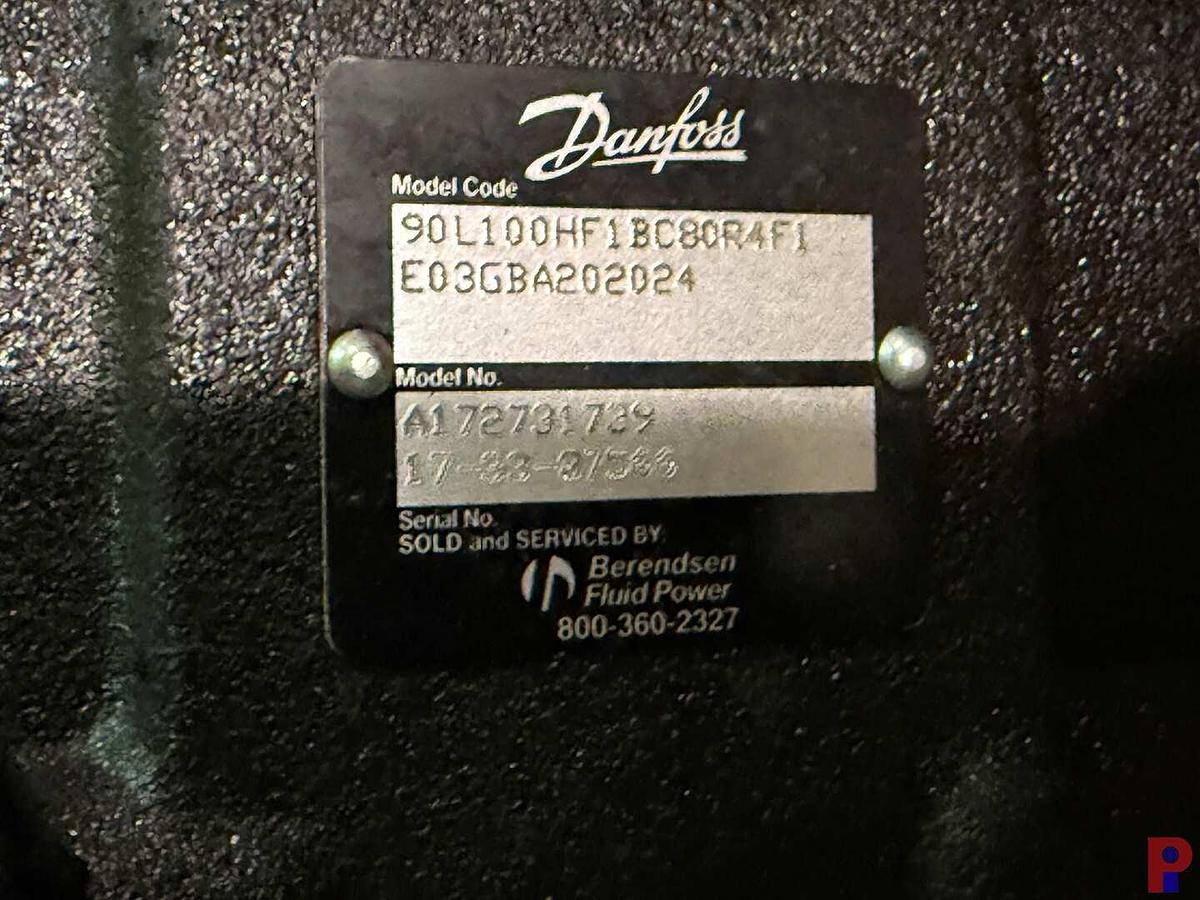 Danfoss
Model Code
90L100HF1BC80R4F1
E03GBA202024
Model No.
A172731739
Serial No.
SOLD and SERVICED BY:
Berendsen
Fluid Power
800-360-2327